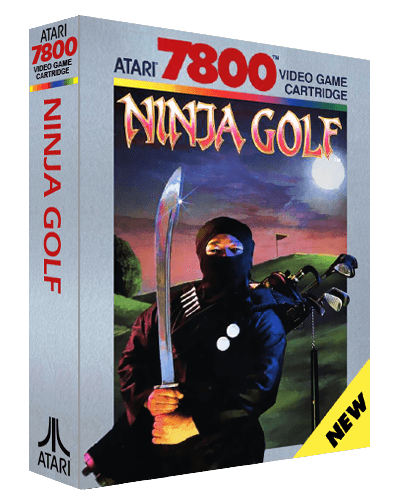 ATARI
7800
VIDEO GAME
CARTRIDGE
NINJA GOLF
ATARI
ATARI® 7800™ VIDEO GAME
CARTRIDGE
NINJA GOLF
NEW